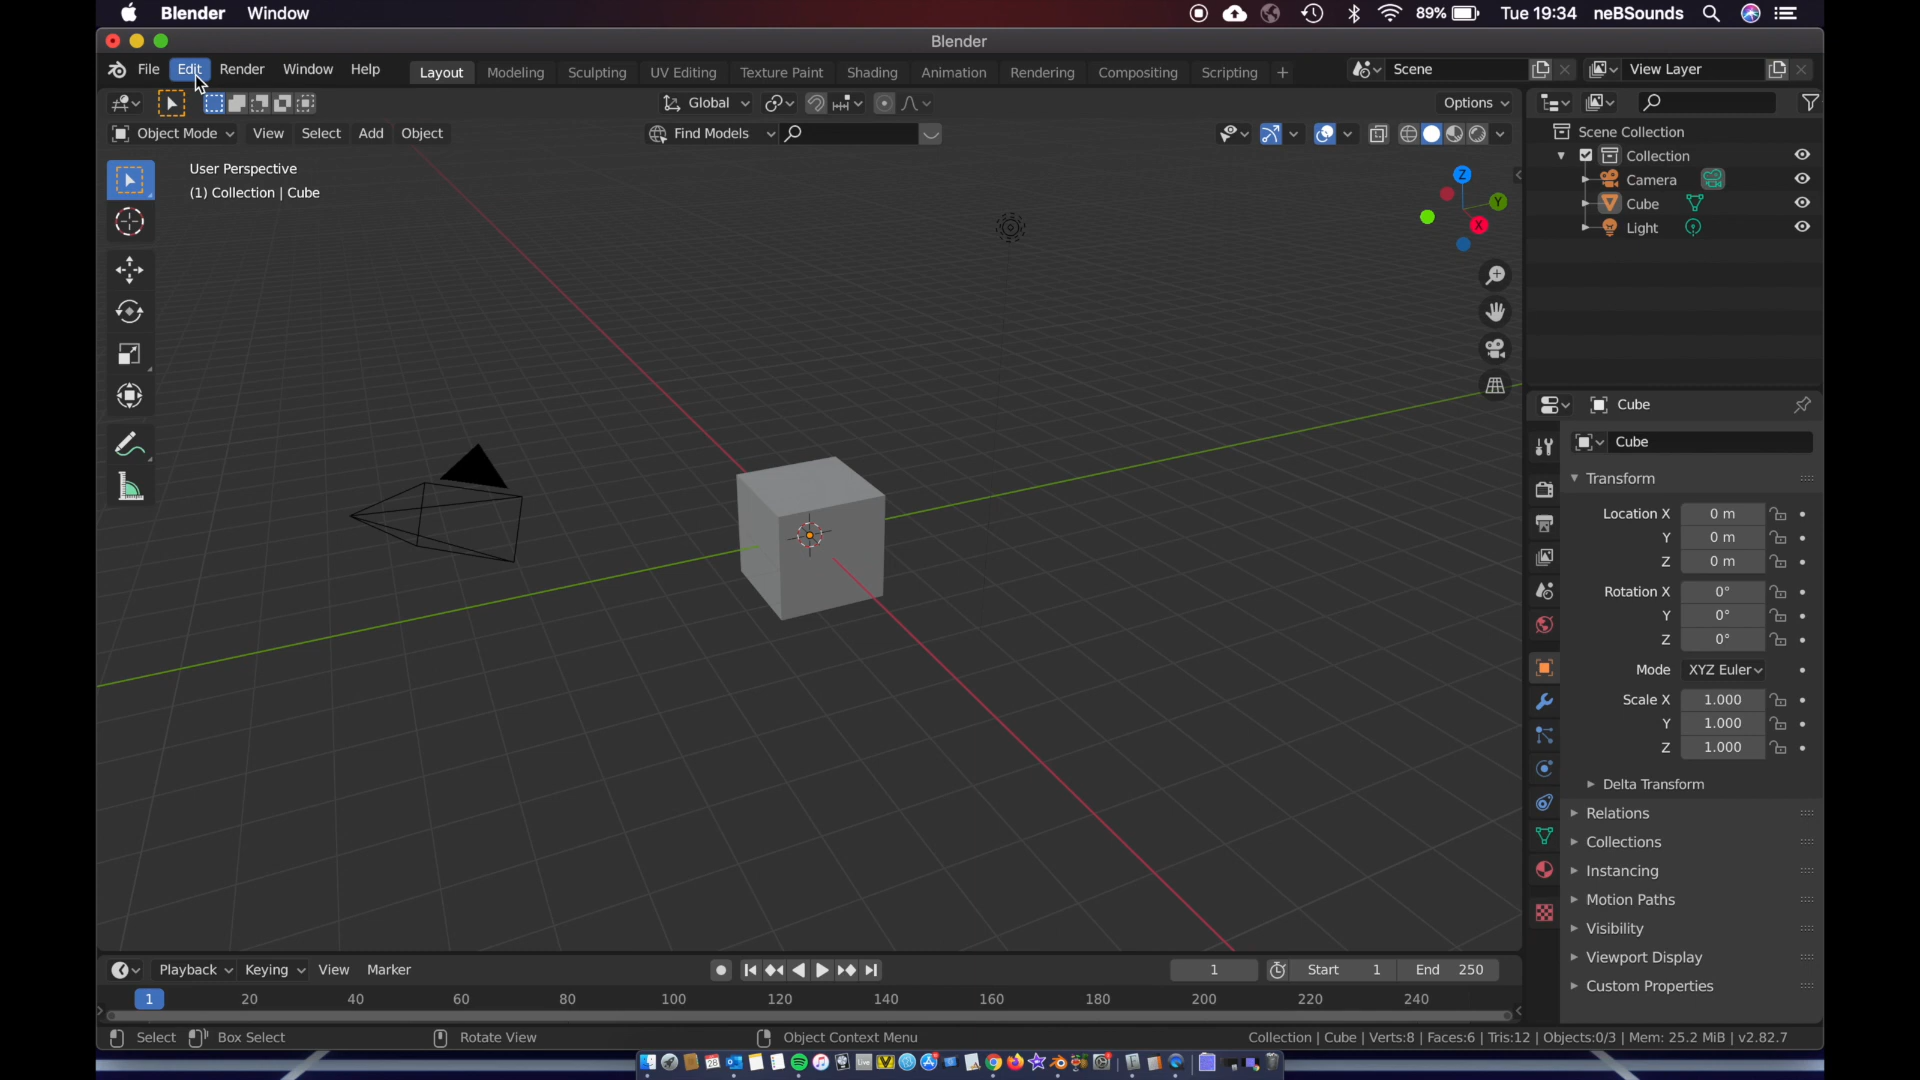 Blender Window
89% Tue 19:34 neBSounds
Blender
File Edit Render Window Help
Layout Modeling Sculpting UV Editing Texture Paint Shading Animation Rendering Compositing Scripting +
Scene View Layer
Global Options
Object Mode View Select Add Object Find Models
User Perspective
(1) Collection | Cube
Z
Y
X
Scene Collection
Collection
Camera
Cube
Light
Cube
Cube
Transform
Location X 0 m
Y 0 m
Z 0 m
Rotation X 0°
Y 0°
Z 0°
Mode XYZ Euler
Scale X 1.000
Y 1.000
Z 1.000
Delta Transform
Relations
Collections
Instancing
Motion Paths
Visibility
Viewport Display
Custom Properties
Playback Keying View Marker
1 Start 1 End 250
1 20 40 60 80 100 120 140 160 180 200 220 240
Select Box Select Rotate View Object Context Menu
Collection | Cube | Verts:8 | Faces:6 | Tris:12 | Objects:0/3 | Mem: 25.2 MiB | v2.82.7